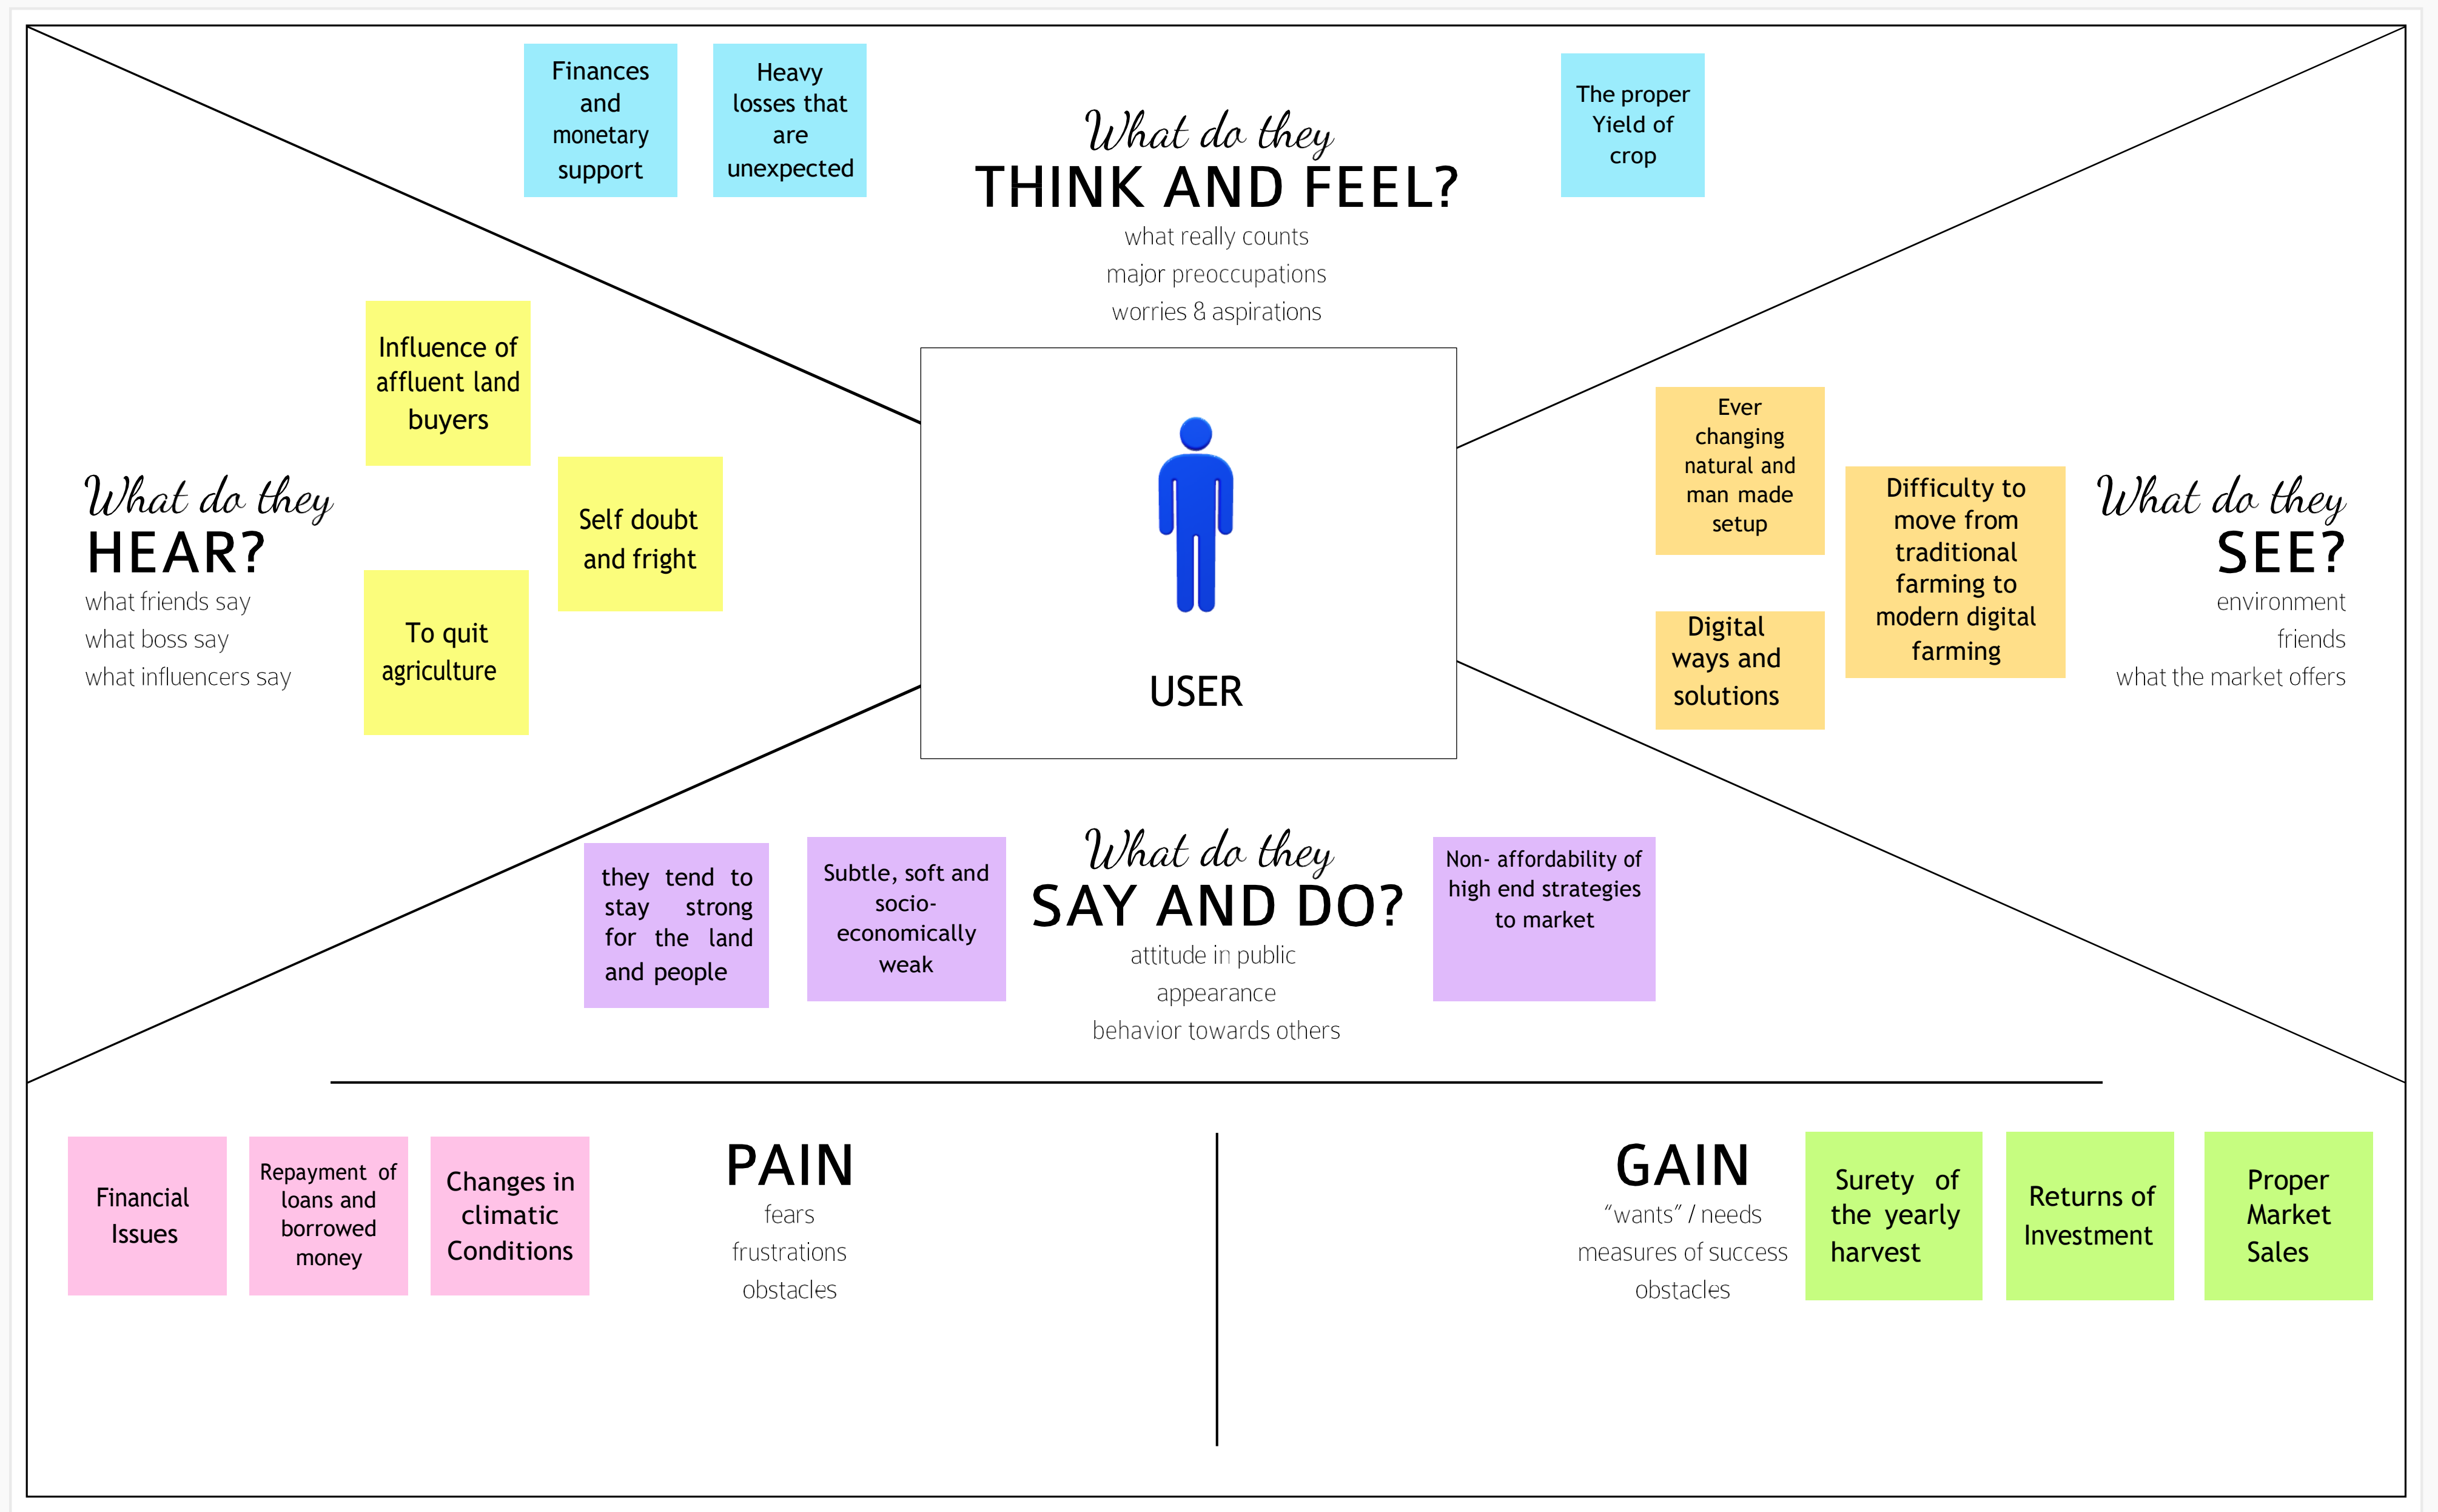 Finances
and
monetary
support
Heavy
losses that
are
unexpected
What do they
THINK AND FEEL?
what really counts
major preoccupations
worries & aspirations
The proper
Yield of
crop
Influence of
affluent land
buyers
Self doubt
and fright
To quit
agriculture
What do they
HEAR?
what friends say
what boss say
what influencers say
USER
Ever
changing
natural and
man made
setup
Difficulty to
move from
traditional
farming to
modern digital
farming
Digital
ways and
solutions
What do they
SEE?
environment
friends
what the market offers
they tend to
stay strong
for the land
and people
Subtle, soft and
socio-
economically
weak
What do they
SAY AND DO?
attitude in public
appearance
behavior towards others
Non- affordability of
high end strategies
to market
Financial
Issues
Repayment of
loans and
borrowed
money
Changes in
climatic
Conditions
PAIN
fears
frustrations
obstacles
GAIN
“wants” / needs
measures of success
obstacles
Surety of
the yearly
harvest
Returns of
Investment
Proper
Market
Sales